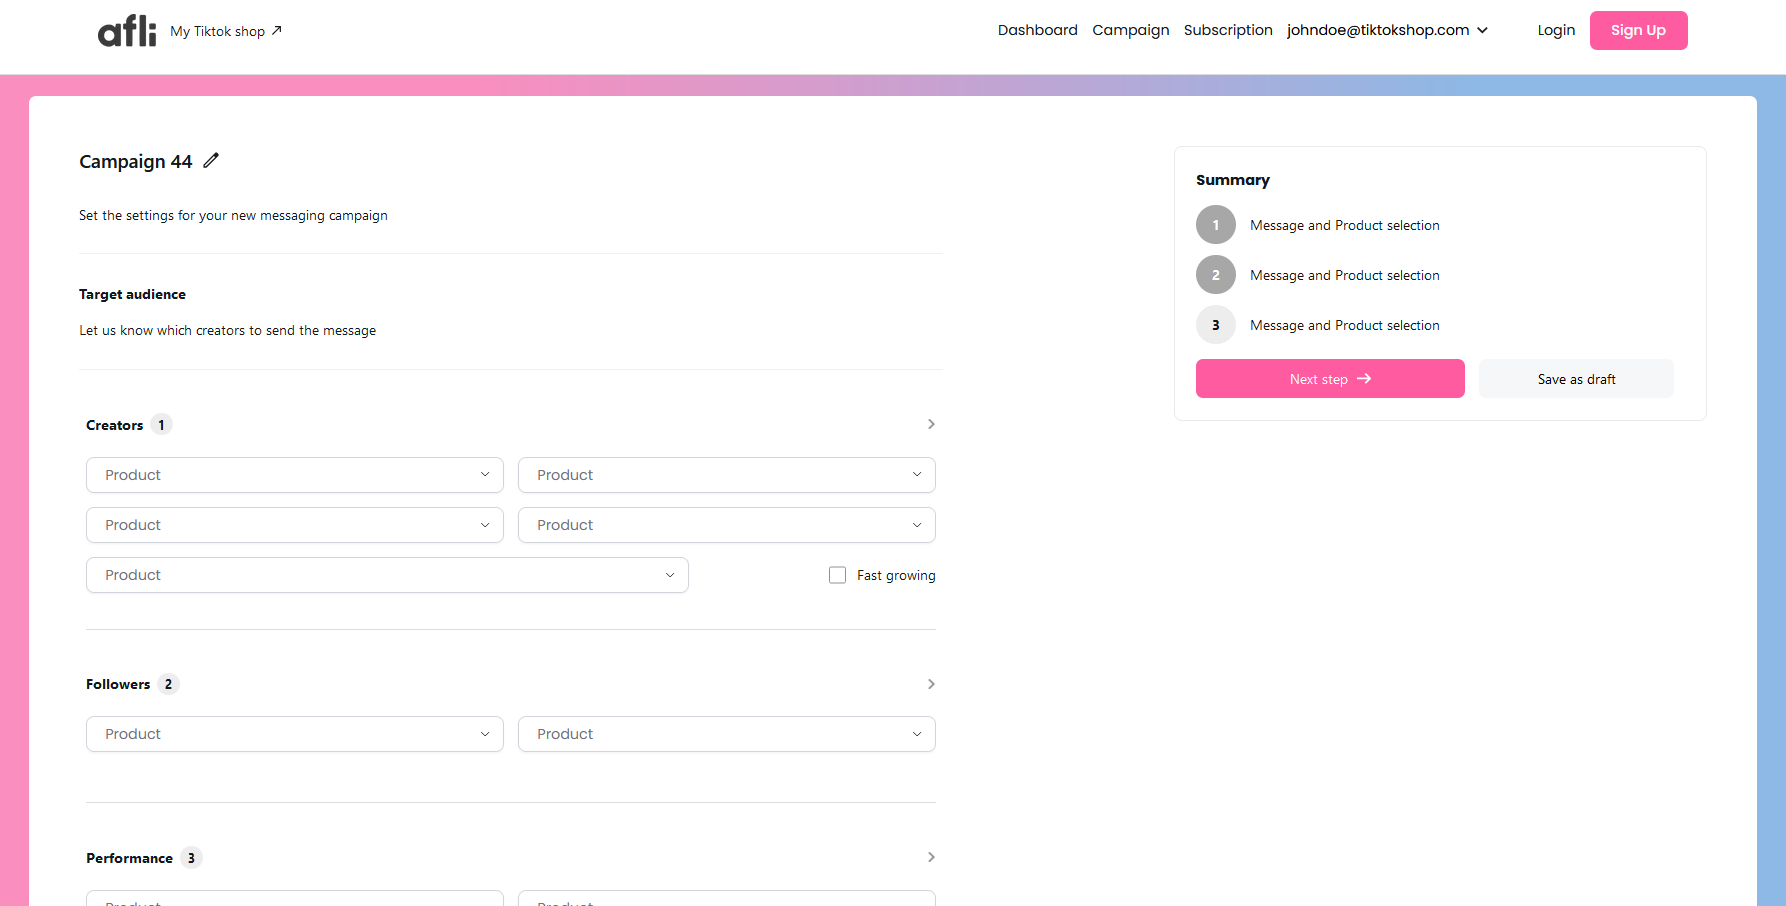 afli My Tiktok shop
Dashboard Campaign Subscription johndoe@tiktokshop.com Login Sign Up
Campaign 44
Set the settings for your new messaging campaign
Target audience
Let us know which creators to send the message
Creators 1
Product Product
Product Product
Product Fast growing
Followers 2
Product Product
Performance 3
Product Product
Summary
1 Message and Product selection
2 Message and Product selection
3 Message and Product selection
Next step Save as draft